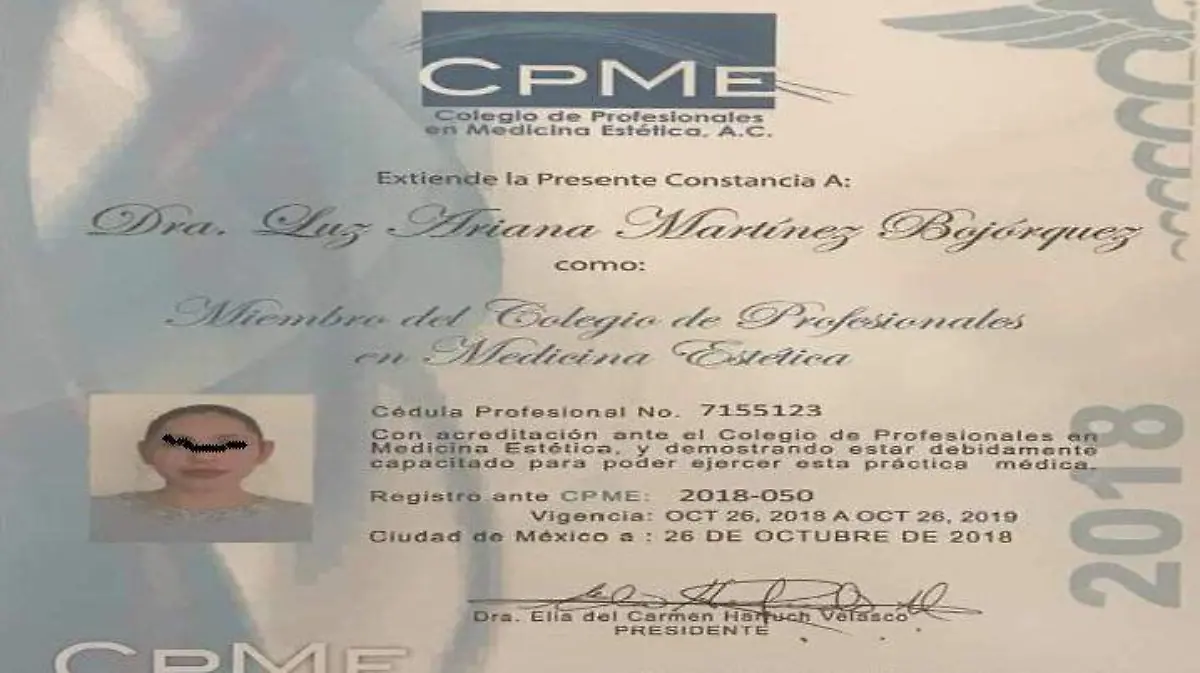 CPME
Colegio de Profesionales
en Medicina Estética, A.C.
Extiende la Presente Constancia A:
Dra. Luz Ariana Martínez Bojórquez
como:
Miembro del Colegio de Profesionales
en Medicina Estética
Cédula Profesional No. 7155123
Con acreditación ante el Colegio de Profesionales en
Medicina Estética, y demostrando estar debidamente
capacitado para poder ejercer esta práctica médica.
Registro ante CPME: 2018-050
Vigencia: OCT 26, 2018 A OCT 26, 2019
Ciudad de México a : 26 DE OCTUBRE DE 2018
Dra. Elia del Carmen Harfuch Velasco
PRESIDENTE
2018
CPME